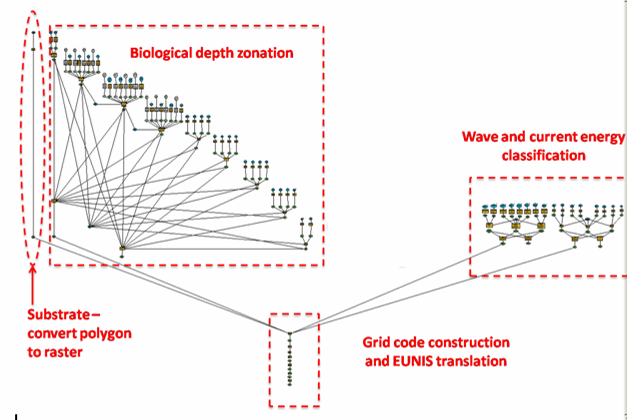 Biological depth zonation
Wave and current energy
classification
Substrate –
convert polygon
to raster
Grid code construction
and EUNIS translation